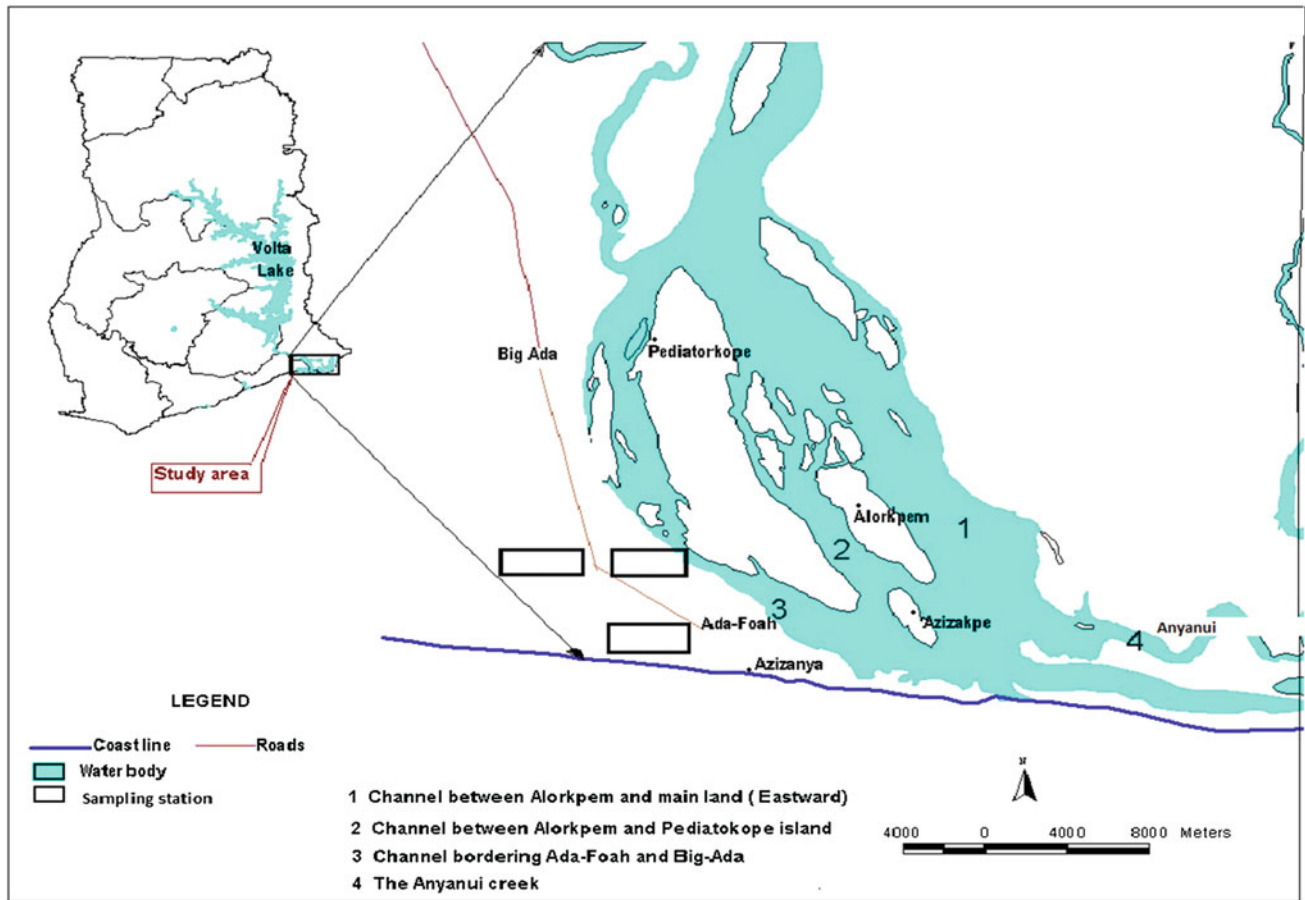 Volta
Lake
Study area
Big Ada
Pediatorkope
Alorkpem
1
2
3
Ada-Foah
Azizakpe
Anyanui
4
Azizanya
LEGEND
Coast line
Roads
Water body
Sampling station
N
1 Channel between Alorkpem and main land ( Eastward)
2 Channel between Alorkpem and Pediatokope island
3 Channel bordering Ada-Foah and Big-Ada
4 The Anyanui creek
4000 0 4000 8000 Meters